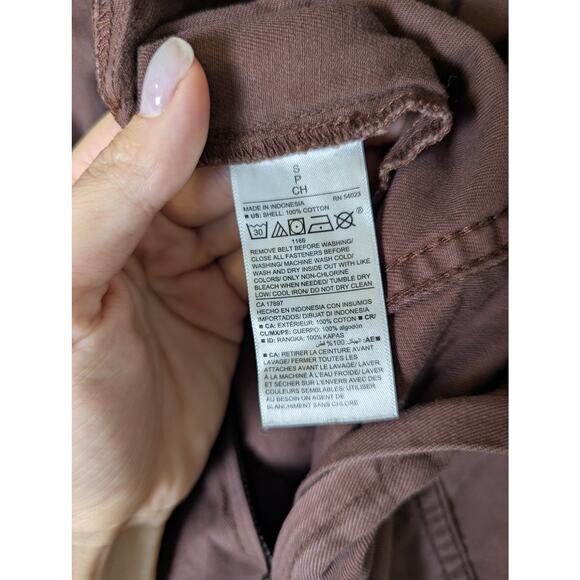 S
P
CH
MADE IN INDONESIA RN 54023
■ US: SHELL: 100% COTTON
30
1166
REMOVE BELT BEFORE WASHING/
CLOSE ALL FASTENERS BEFORE
WASHING/ MACHINE WASH COLD/
WASH AND DRY INSIDE OUT WITH LIKE
COLORS/ ONLY NON-CHLORINE
BLEACH WHEN NEEDED/ TUMBLE DRY
LOW/ COOL IRON/ DO NOT DRY CLEAN
CA 17897
HECHO EN INDONESIA CON INSUMOS
IMPORTADOS/ DIBUAT DI INDONESIA
■ CA: EXTÉRIEUR: 100% COTON ■ CR/
CL/MX/PE: CUERPO: 100% algodón
■ ID: RANGKA: 100% KAPAS
■AE: الهيكل: 100% قطن
■ CA: RETIRER LA CEINTURE AVANT
LAVAGE/ FERMER TOUTES LES
ATTACHES AVANT LE LAVAGE/ LAVER
À LA MACHINE À L'EAU FROIDE/ LAVER
ET SÉCHER SUR L'ENVERS AVEC DES
COULEURS SEMBLABLES/ UTILISER
AU BESOIN UN AGENT DE
BLANCHIMENT SANS CHLORE